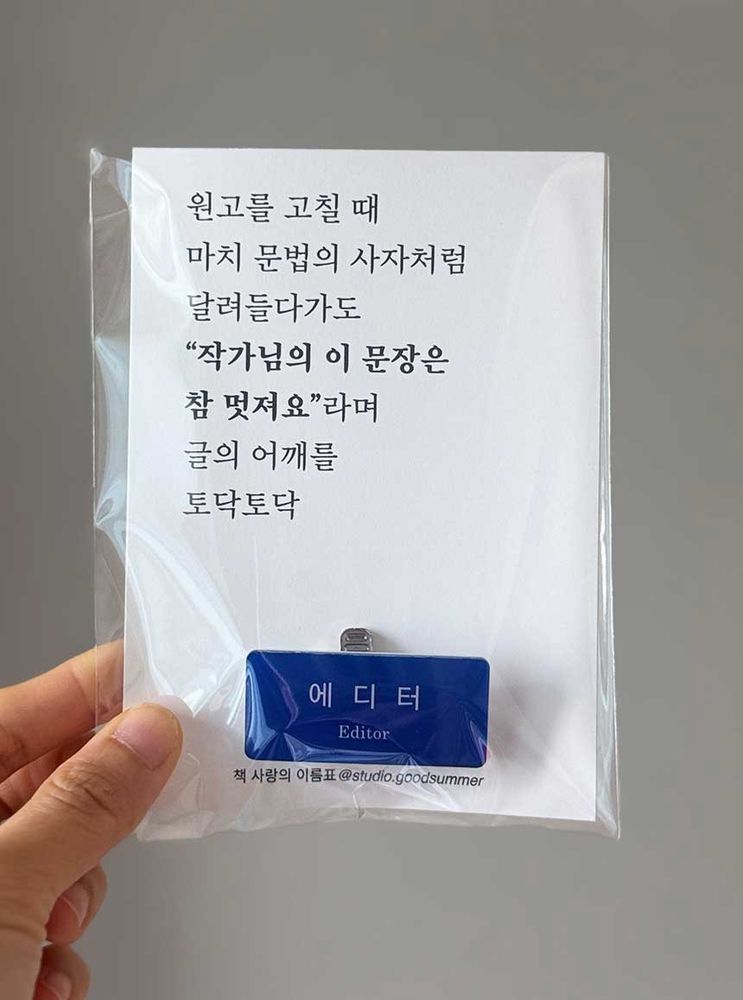 원고를 고칠 때
마치 문법의 사자처럼
달려들다가도
“작가님의 이 문장은
참 멋져요”라며
글의 어깨를
토닥토닥
에디터
Editor
책 사랑의 이름표 @studio.goodsummer